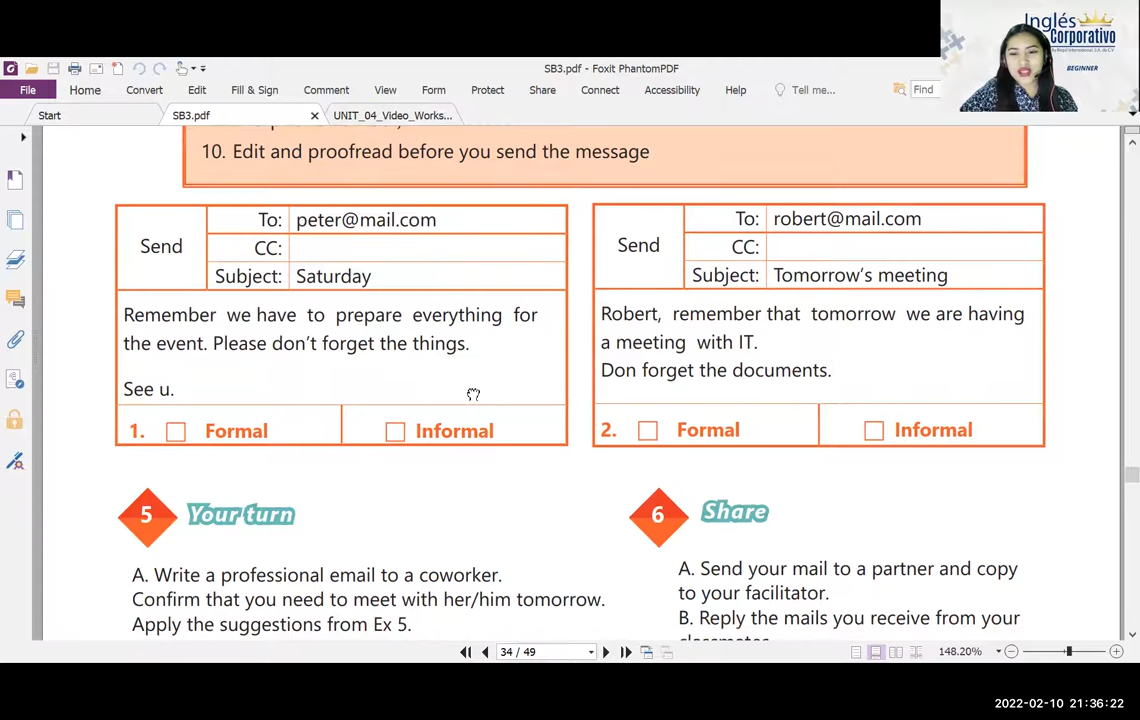 Inglés
Corporativo
by Regal International, S.A. de C.V
BEGINNER
SB3.pdf - Foxit PhantomPDF
File Home Convert Edit Fill & Sign Comment View Form Protect Share Connect Accessibility Help Tell me... Find
Start SB3.pdf UNIT_04_Video_Works...
10. Edit and proofread before you send the message
Send
To: peter@mail.com
CC:
Subject: Saturday
Remember we have to prepare everything for
the event. Please don't forget the things.
See u.
1. Formal Informal
Send
To: robert@mail.com
CC:
Subject: Tomorrow's meeting
Robert, remember that tomorrow we are having
a meeting with IT.
Don forget the documents.
2. Formal Informal
5 Your turn
A. Write a professional email to a coworker.
Confirm that you need to meet with her/him tomorrow.
Apply the suggestions from Ex 5.
6 Share
A. Send your mail to a partner and copy
to your facilitator.
B. Reply the mails you receive from your
34 / 49
148.20%
2022-02-10 21:36:22